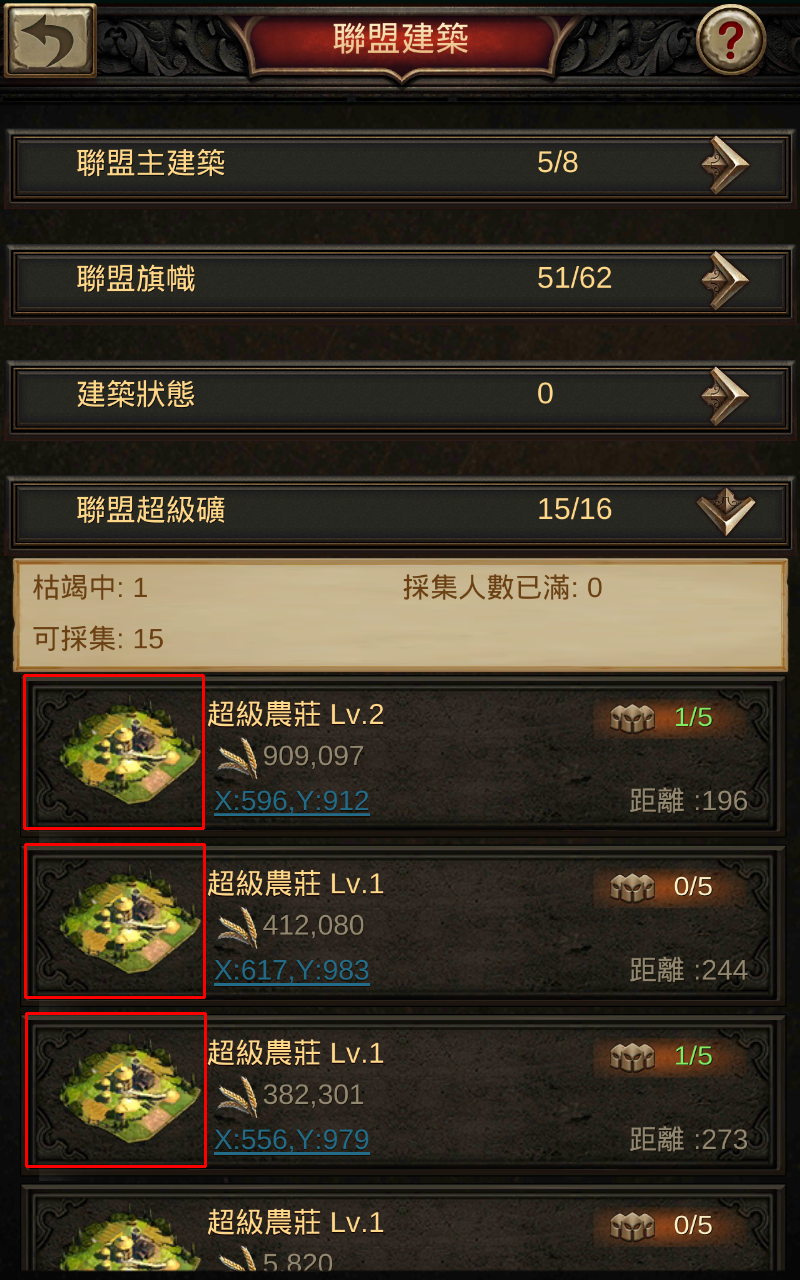 聯盟建築
?
聯盟主建築 5/8
聯盟旗幟 51/62
建築狀態 0
聯盟超級礦 15/16
枯竭中: 1 採集人數已滿: 0
可採集: 15
超級農莊 Lv.2 1/5
909,097
X:596,Y:912 距離 :196
超級農莊 Lv.1 0/5
412,080
X:617,Y:983 距離 :244
超級農莊 Lv.1 1/5
382,301
X:556,Y:979 距離 :273
超級農莊 Lv.1 0/5
5,820